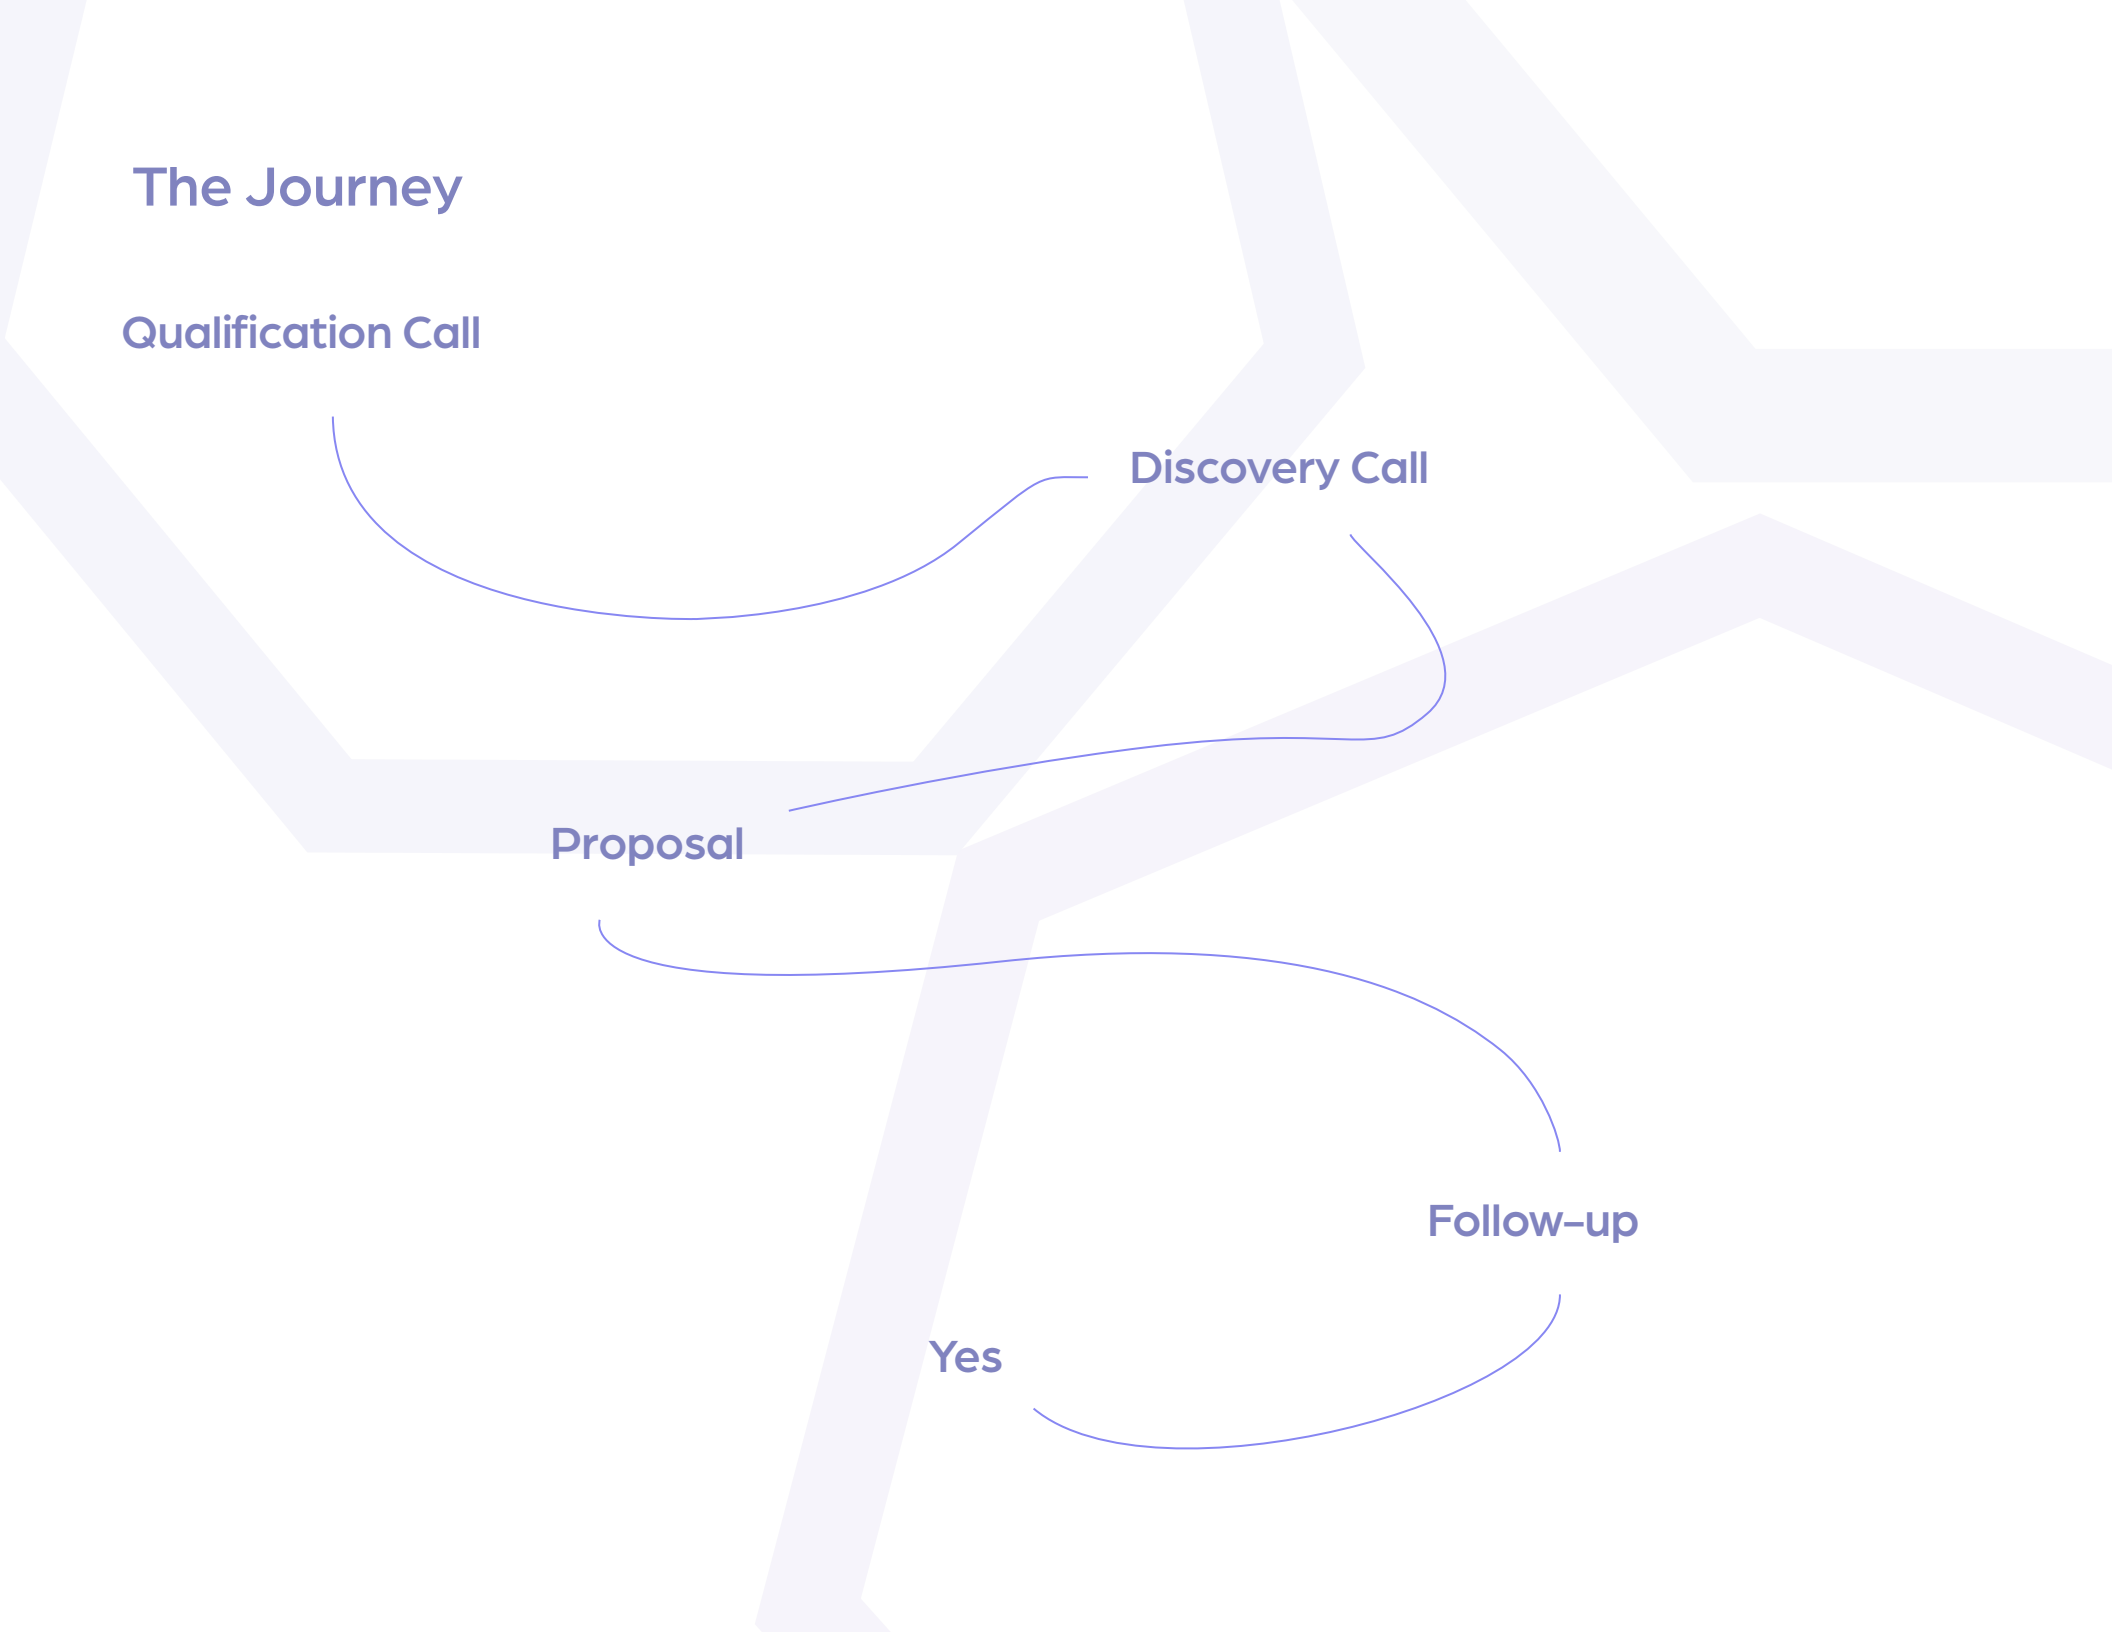 The Journey
Qualification Call
Discovery Call
Proposal
Follow-up
Yes